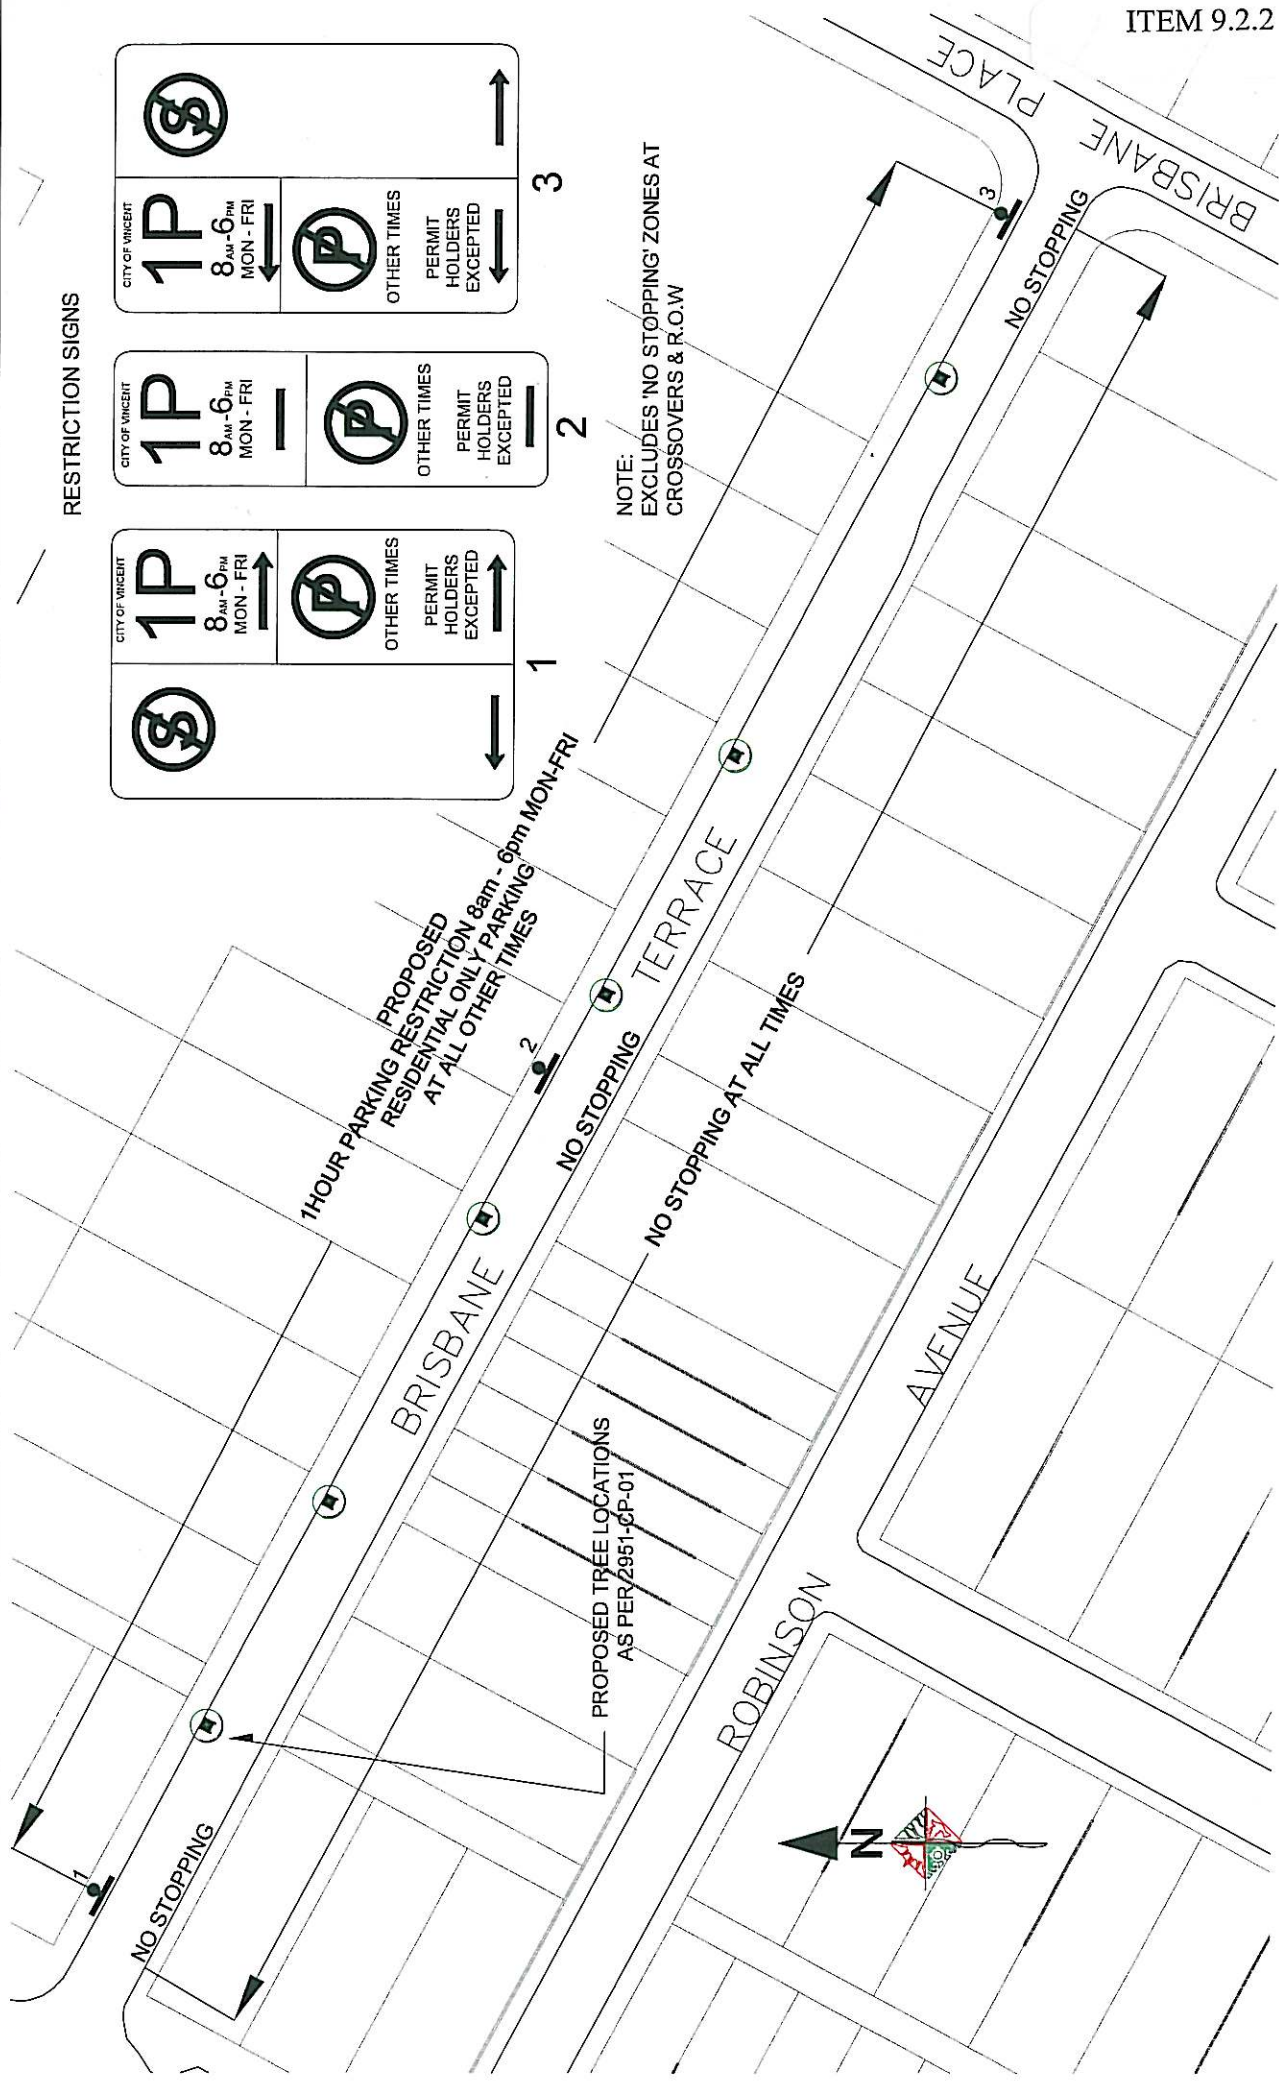 ITEM 9.2.2
RESTRICTION SIGNS
CITY OF VINCENT
1P
8AM-6PM
MON - FRI
P
OTHER TIMES
PERMIT
HOLDERS
EXCEPTED
S
1
CITY OF VINCENT
1P
8AM-6PM
MON - FRI
P
OTHER TIMES
PERMIT
HOLDERS
EXCEPTED
2
CITY OF VINCENT
1P
8AM-6PM
MON - FRI
P
OTHER TIMES
PERMIT
HOLDERS
EXCEPTED
S
3
NOTE:
EXCLUDES 'NO STOPPING' ZONES AT
CROSSOVERS & R.O.W
PROPOSED
1HOUR PARKING RESTRICTION 8am - 6pm MON-FRI
RESIDENTIAL ONLY PARKING
AT ALL OTHER TIMES
1
2
3
NO STOPPING
NO STOPPING
NO STOPPING
BRISBANE TERRACE
BRISBANE PLACE
NO STOPPING AT ALL TIMES
PROPOSED TREE LOCATIONS
AS PER 2951-CP-01
ROBINSON AVENUE
N